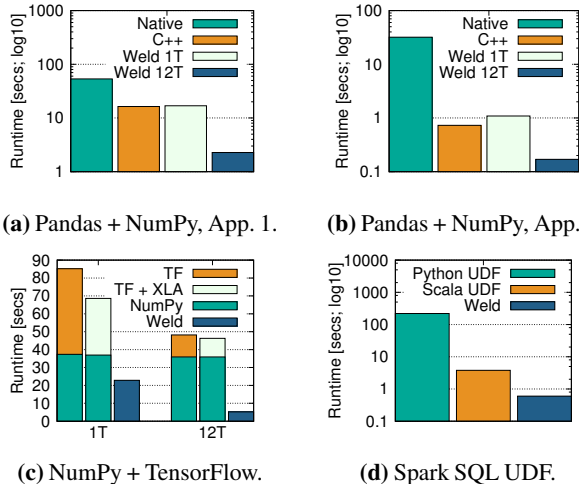 Runtime [secs; log10]
1000
100
10
1
Native
C++
Weld 1T
Weld 12T
(a) Pandas + NumPy, App. 1.
Runtime [secs; log10]
100
10
1
0.1
Native
C++
Weld 1T
Weld 12T
(b) Pandas + NumPy, App.
Runtime [secs]
90
80
70
60
50
40
30
20
10
0
TF
TF + XLA
NumPy
Weld
1T
12T
(c) NumPy + TensorFlow.
Runtime [secs; log10]
10000
1000
100
10
1
0.1
Python UDF
Scala UDF
Weld
(d) Spark SQL UDF.